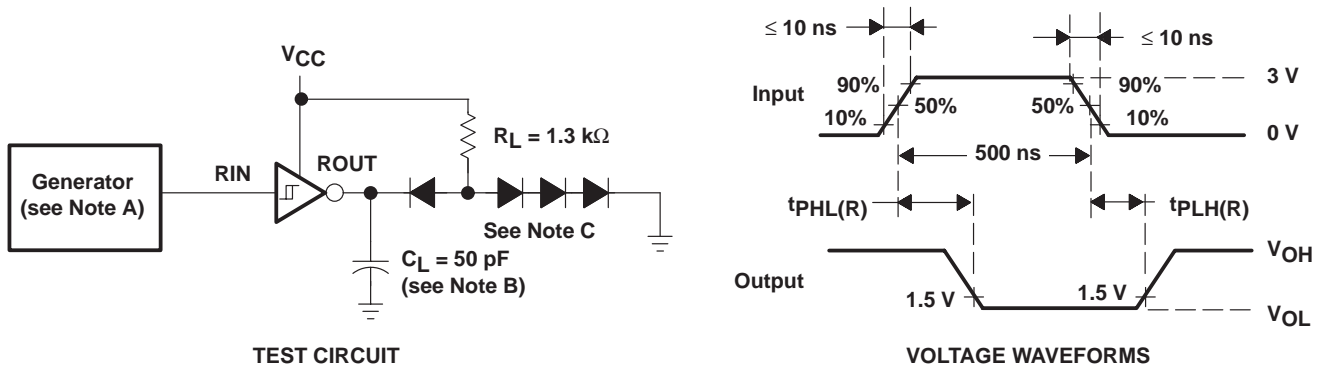 VCC
RL = 1.3 kΩ
Generator
(see Note A)
RIN
ROUT
See Note C
CL = 50 pF
(see Note B)
TEST CIRCUIT
≤ 10 ns
≤ 10 ns
Input
90%
50%
10%
50%
90%
10%
3 V
0 V
500 ns
tPHL(R)
tPLH(R)
Output
1.5 V
1.5 V
VOH
VOL
VOLTAGE WAVEFORMS